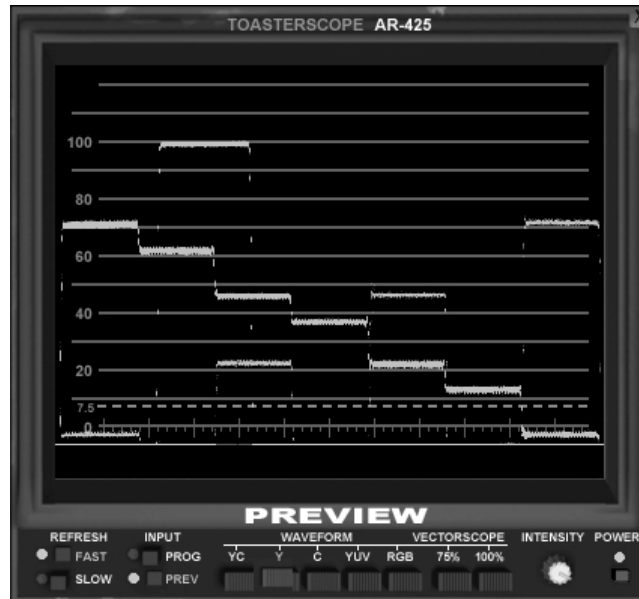 TOASTERSCOPE AR-425
100
80
60
40
20
7.5
0
PREVIEW
REFRESH INPUT WAVEFORM VECTORSCOPE INTENSITY POWER
FAST PROG YC Y C YUV RGB 75% 100%
SLOW PREV